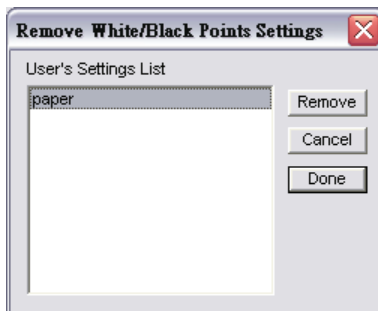 Remove White/Black Points Settings
User's Settings List
paper
Remove
Cancel
Done